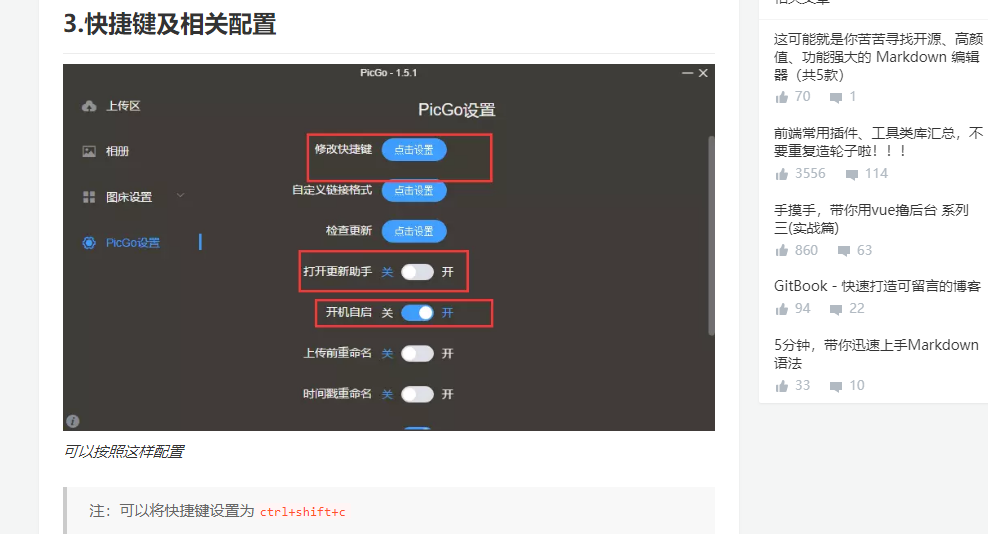 3.快捷键及相关配置
PicGo - 1.5.1
上传区
相册
图床设置
PicGo设置
PicGo设置
修改快捷键 点击设置
自定义链接格式 点击设置
检查更新 点击设置
打开更新助手 关 开
开机自启 关 开
上传前重命名 关 开
时间戳重命名 关 开
可以按照这样配置
注：可以将快捷键设置为 ctrl+shift+c
这可能就是你苦苦寻找开源、高颜
值、功能强大的 Markdown 编辑
器（共5款）
70 1
前端常用插件、工具类库汇总，不
要重复造轮子啦！！！
3556 114
手摸手，带你用vue撸后台 系列
三(实战篇)
860 63
GitBook - 快速打造可留言的博客
94 22
5分钟，带你迅速上手Markdown
语法
33 10